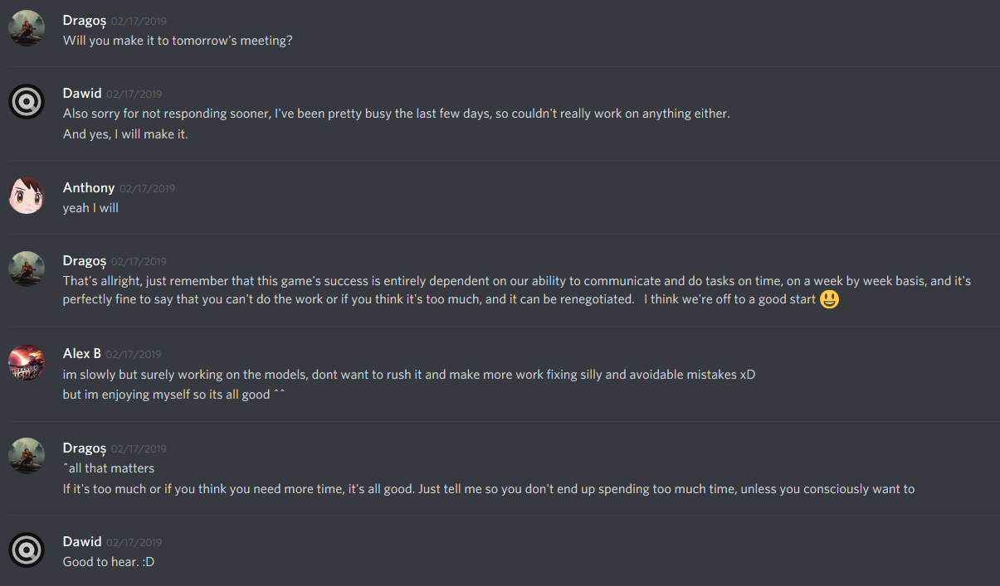 Dragoș 02/17/2019
Will you make it to tomorrow's meeting?
Dawid 02/17/2019
Also sorry for not responding sooner, I've been pretty busy the last few days, so couldn't really work on anything either.
And yes, I will make it.
Anthony 02/17/2019
yeah I will
Dragoș 02/17/2019
That's allright, just remember that this game's success is entirely dependent on our ability to communicate and do tasks on time, on a week by week basis, and it's
perfectly fine to say that you can't do the work or if you think it's too much, and it can be renegotiated. I think we're off to a good start 😃
Alex B 02/17/2019
im slowly but surely working on the models, dont want to rush it and make more work fixing silly and avoidable mistakes xD
but im enjoying myself so its all good ^^
Dragoș 02/17/2019
^all that matters
If it's too much or if you think you need more time, it's all good. Just tell me so you don't end up spending too much time, unless you consciously want to
Dawid 02/17/2019
Good to hear. :D